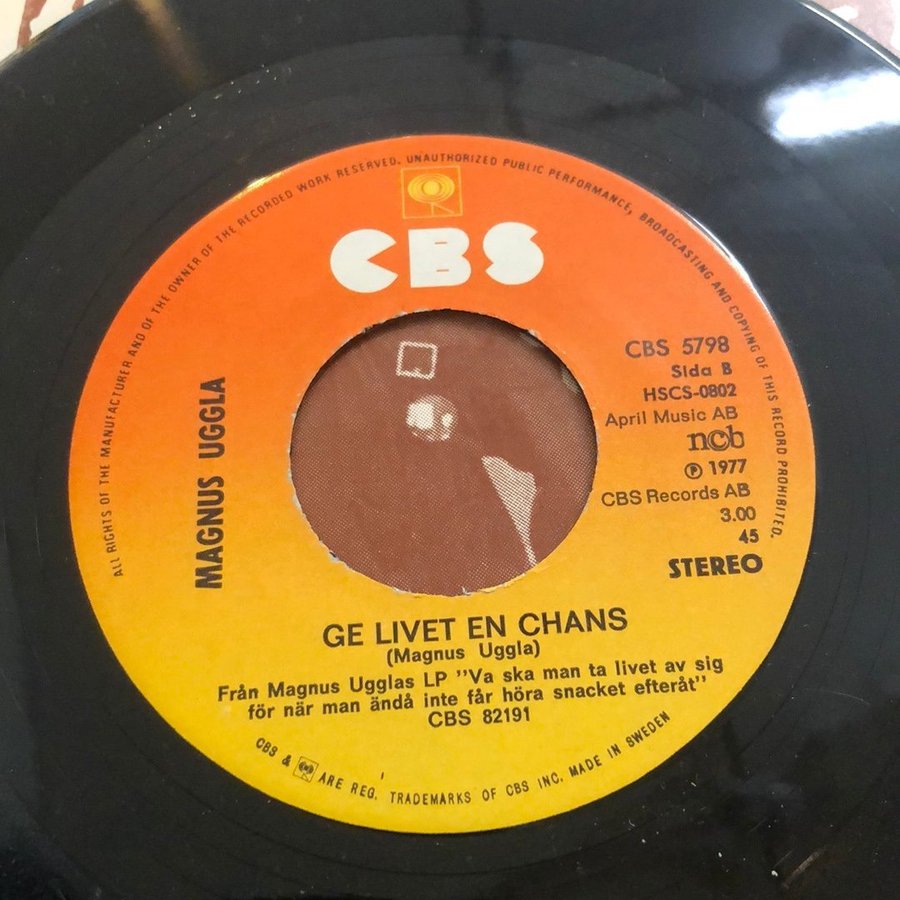 ALL RIGHTS OF THE MANUFACTURER AND OF THE OWNER OF THE RECORDED WORK RESERVED. UNAUTHORIZED PUBLIC PERFORMANCE, BROADCASTING AND COPYING OF THIS RECORD PROHIBITED.
CBS
MAGNUS UGGLA
CBS 5798
Sida B
HSCS-0802
April Music AB
ncb
℗ 1977
CBS Records AB
3.00
45
STEREO
GE LIVET EN CHANS
(Magnus Uggla)
Från Magnus Ugglas LP "Va ska man ta livet av sig
för när man ändå inte får höra snacket efteråt"
CBS 82191
CBS & ARE REG. TRADEMARKS OF CBS INC. MADE IN SWEDEN